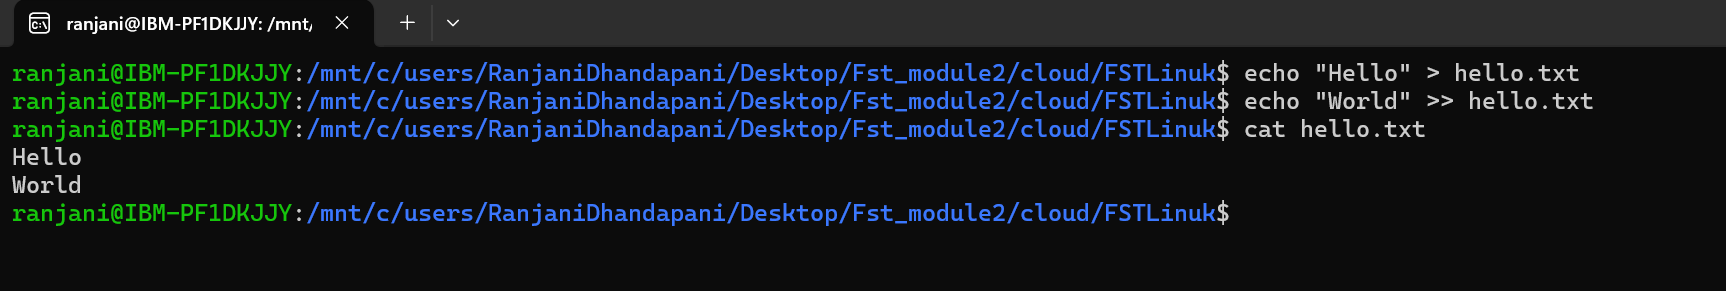 ranjani@IBM-PF1DKJJY: /mnt/
ranjani@IBM-PF1DKJJY:/mnt/c/users/RanjaniDhandapani/Desktop/Fst_module2/cloud/FSTLinuk$ echo "Hello" > hello.txt
ranjani@IBM-PF1DKJJY:/mnt/c/users/RanjaniDhandapani/Desktop/Fst_module2/cloud/FSTLinuk$ echo "World" >> hello.txt
ranjani@IBM-PF1DKJJY:/mnt/c/users/RanjaniDhandapani/Desktop/Fst_module2/cloud/FSTLinuk$ cat hello.txt
Hello
World
ranjani@IBM-PF1DKJJY:/mnt/c/users/RanjaniDhandapani/Desktop/Fst_module2/cloud/FSTLinuk$